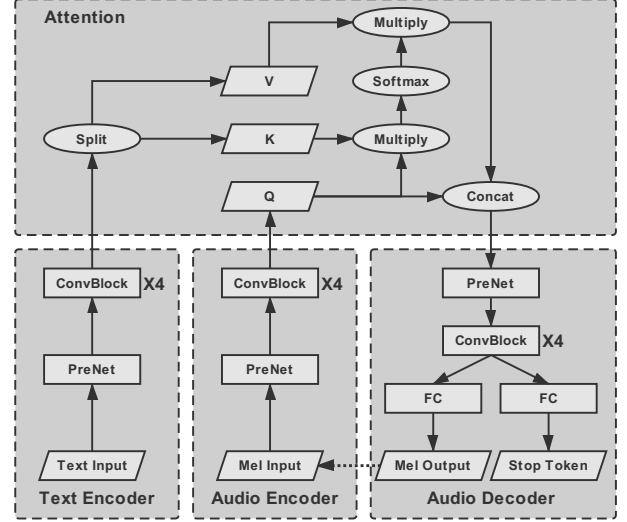 Attention
Multiply
V
Softmax
Split
K
Multiply
Q
Concat
ConvBlock X4
PreNet
Text Input
Text Encoder
ConvBlock X4
PreNet
Mel Input
Audio Encoder
PreNet
ConvBlock X4
FC
FC
Mel Output
Stop Token
Audio Decoder